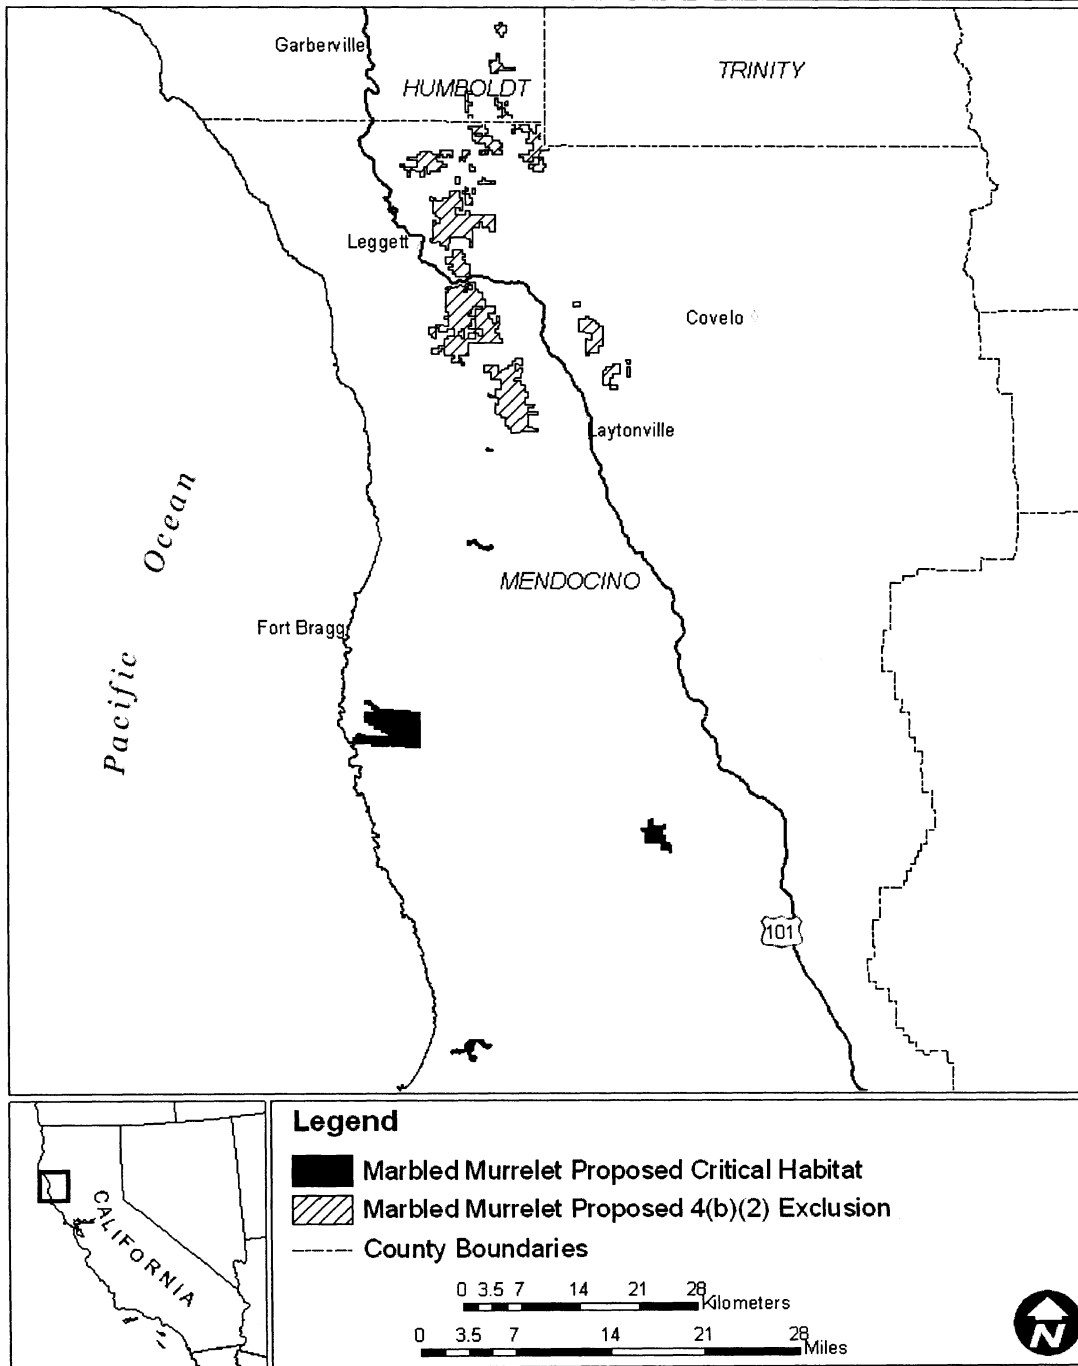 Garberville
HUMBOLDT
TRINITY
Leggett
Covelo
Laytonville
Pacific Ocean
MENDOCINO
Fort Bragg
101
CALIFORNIA
Legend
Marbled Murrelet Proposed Critical Habitat
Marbled Murrelet Proposed 4(b)(2) Exclusion
County Boundaries
0 3.5 7 14 21 28
Kilometers
0 3.5 7 14 21 28
Miles
N